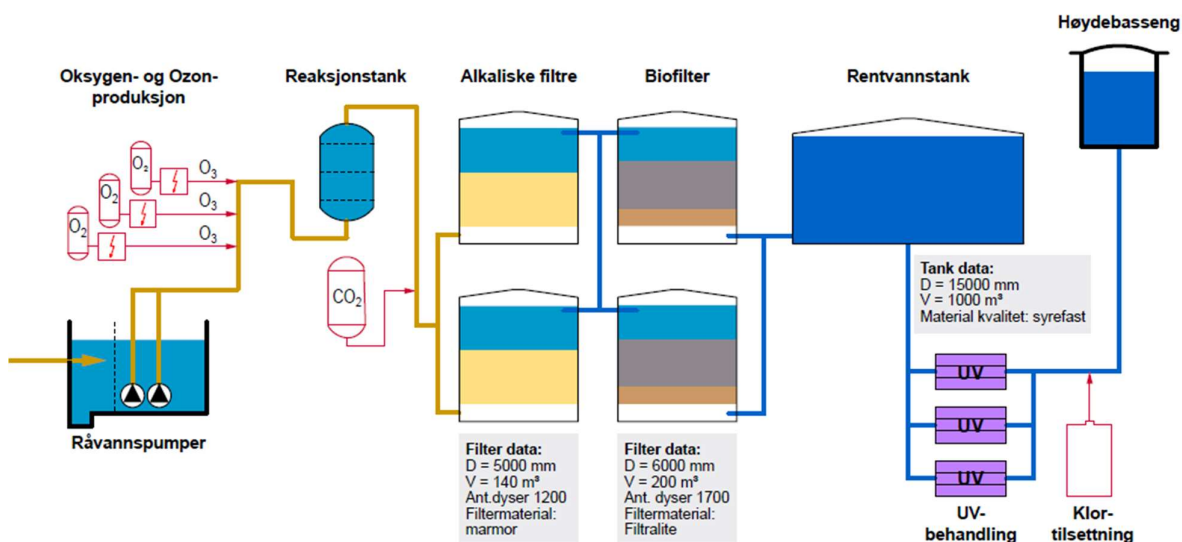 Høydebasseng
Oksygen- og Ozon-
produksjon
Reaksjonstank
Alkaliske filtre
Biofilter
Rentvannstank
O₂
O₃
O₂
O₃
O₂
O₃
CO₂
Råvannspumper
Filter data:
D = 5000 mm
V = 140 m³
Ant.dyser 1200
Filtermaterial:
marmor
Filter data:
D = 6000 mm
V = 200 m³
Ant. dyser 1700
Filtermaterial:
Filtralite
Tank data:
D = 15000 mm
V = 1000 m³
Material kvalitet: syrefast
UV
UV
UV
UV-
behandling
Klor-
tilsettning